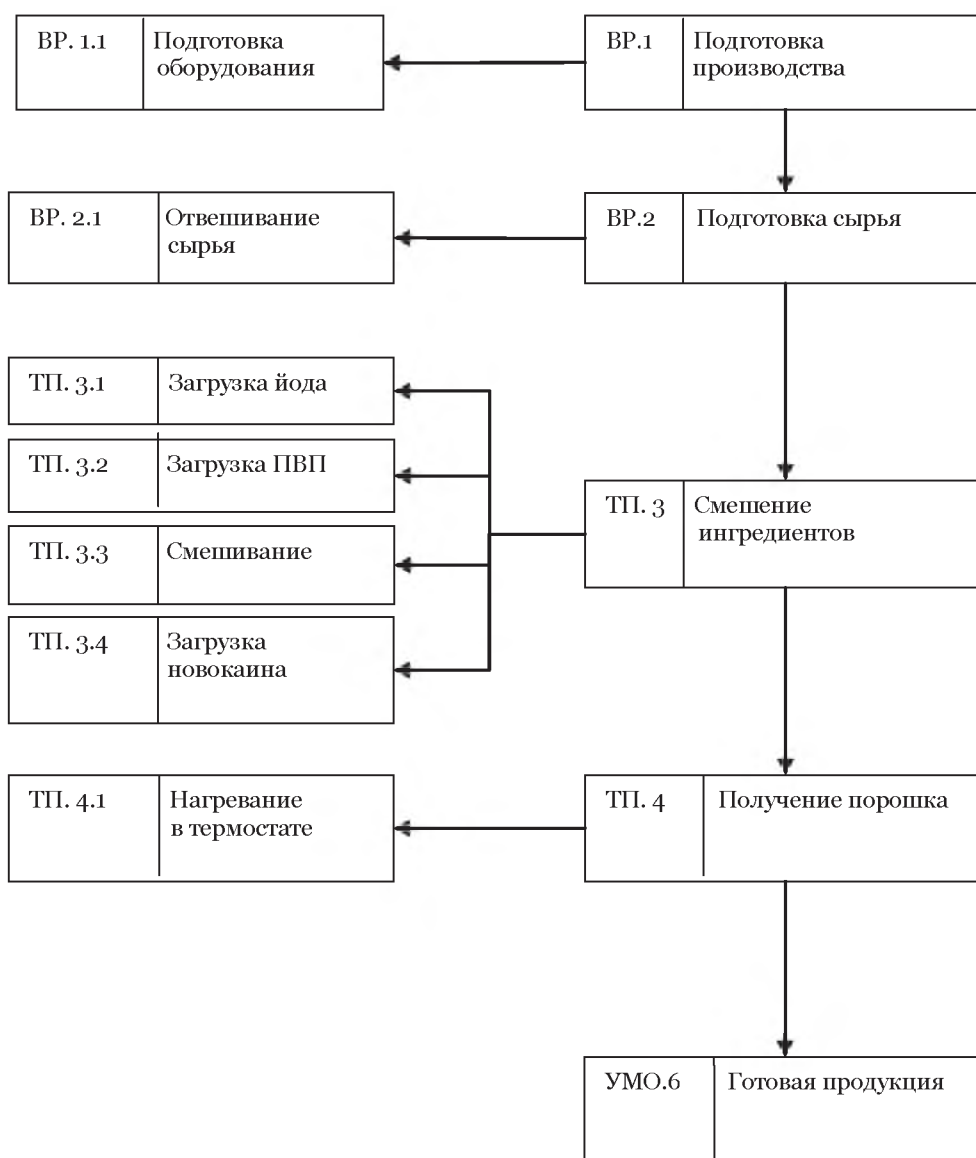 ВР. 1.1 Подготовка
оборудования
ВР.1 Подготовка
производства
ВР. 2.1 Отвешивание
сырья
ВР.2 Подготовка сырья
ТП. 3.1 Загрузка йода
ТП. 3.2 Загрузка ПВП
ТП. 3.3 Смешивание
ТП. 3.4 Загрузка
новокаина
ТП. 3 Смешение
ингредиентов
ТП. 4.1 Нагревание
в термостате
ТП. 4 Получение порошка
УМО.6 Готовая продукция